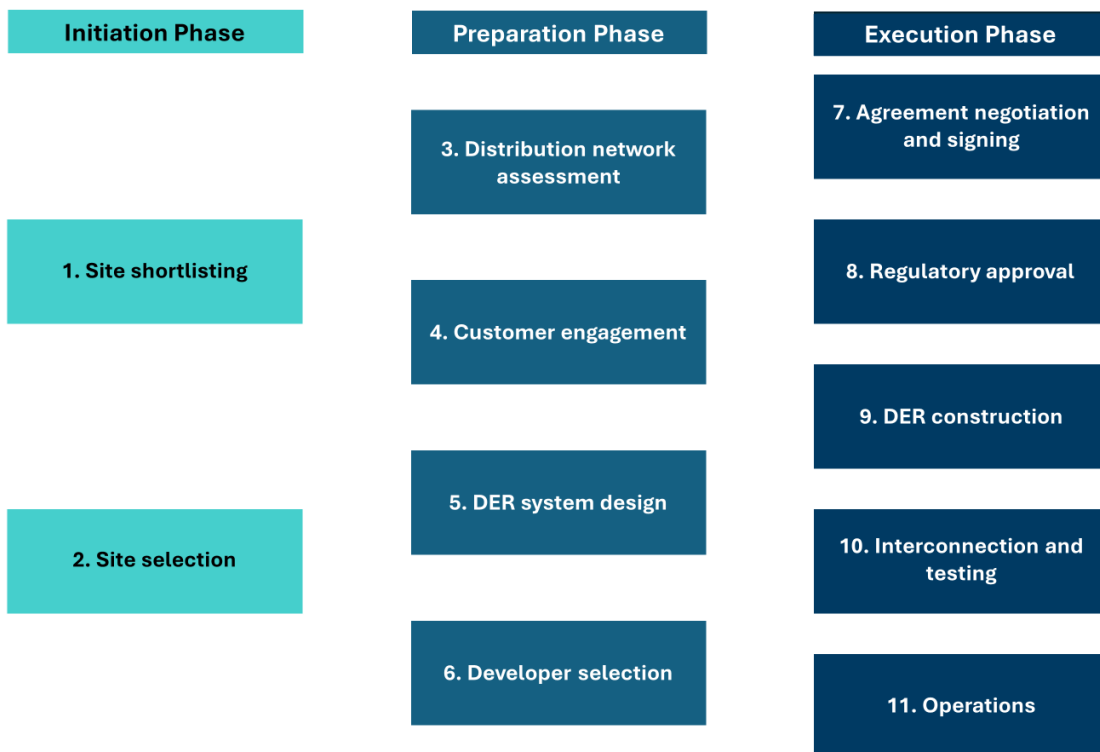 Initiation Phase
1. Site shortlisting
2. Site selection
Preparation Phase
3. Distribution network
assessment
4. Customer engagement
5. DER system design
6. Developer selection
Execution Phase
7. Agreement negotiation
and signing
8. Regulatory approval
9. DER construction
10. Interconnection and
testing
11. Operations